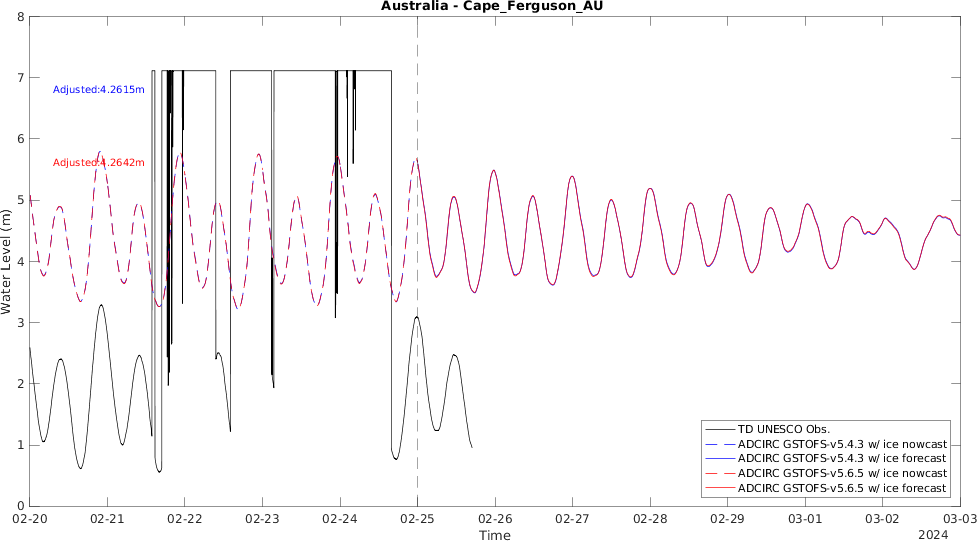 Australia - Cape_Ferguson_AU
8
7
6
5
4
3
2
1
0
Water Level (m)
Adjusted:4.2615m
Adjusted:4.2642m
TD UNESCO Obs.
ADCIRC GSTOFS-v5.4.3 w/ ice nowcast
ADCIRC GSTOFS-v5.4.3 w/ ice forecast
ADCIRC GSTOFS-v5.6.5 w/ ice nowcast
ADCIRC GSTOFS-v5.6.5 w/ ice forecast
02-20 02-21 02-22 02-23 02-24 02-25 02-26 02-27 02-28 02-29 03-01 03-02 03-03
Time
2024